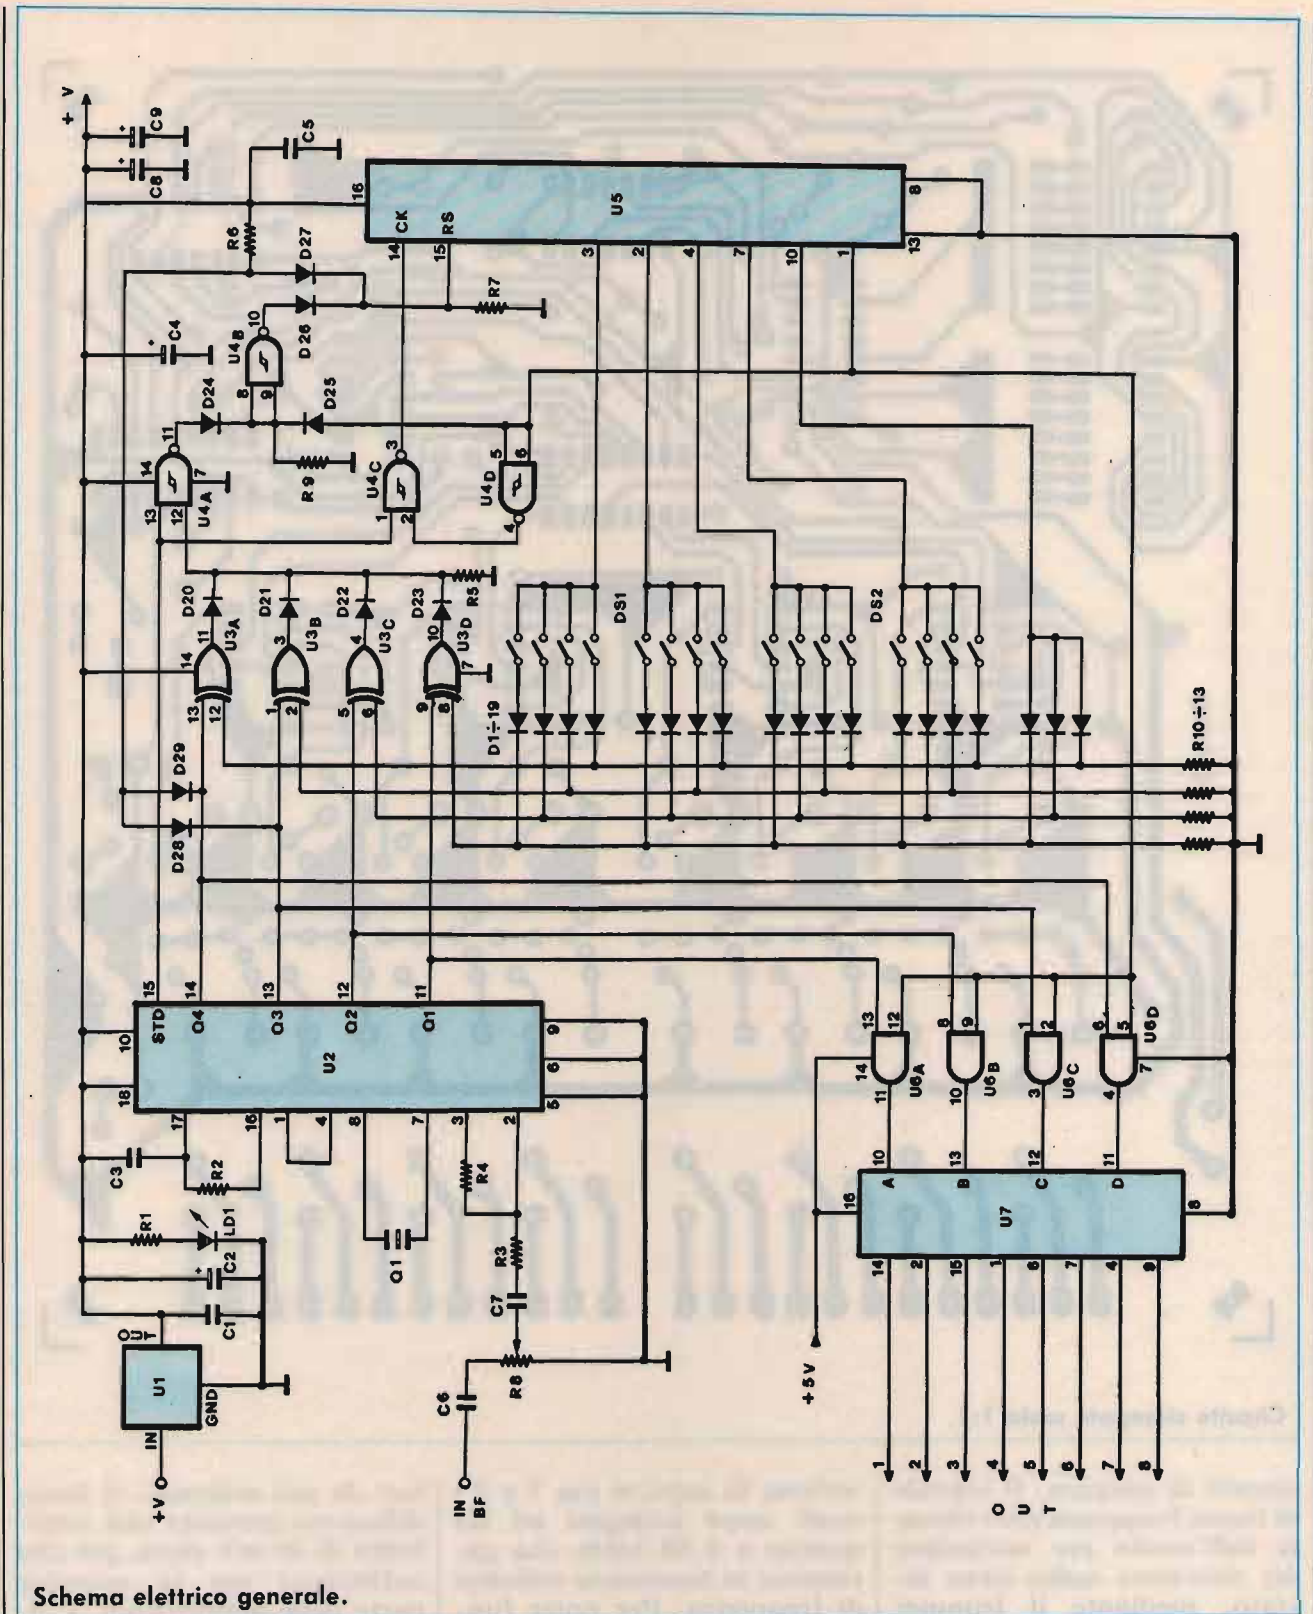 + V
C9
C8
C5
16
U5
CK
14
RS
15
3
2
4
7
10
1
13
8
R6
D27
D26
R7
C4
U4B
10
8
9
D24
D25
R9
11
14
7
13
12
U4A
U4C
3
1
2
U4D
5
6
4
D20
D21
D22
D23
R5
11
U3A
3
U3B
4
U3C
10
U3D
14
7
13
12
1
2
5
6
9
8
DS1
DS2
D1÷19
R10÷13
D29
D28
15
14
13
12
11
STD
Q4
Q3
Q2
Q1
U2
10
18
9
6
5
17
16
1
4
8
7
3
2
C3
R2
R1
LD1
C2
C1
Q1
R4
R3
C7
R8
C6
OUT
U1
GND
IN
+V
IN
BF
13
12
8
9
1
2
6
5
14
7
U6A
U6B
U6C
U6D
11
10
3
4
10
13
12
11
A
B
C
D
16
U7
8
14
2
15
1
6
7
4
9
+5V
1
2
3
4
5
6
7
8
OUT
Circuito stampato scala 1:1.
Schema elettrico generale.